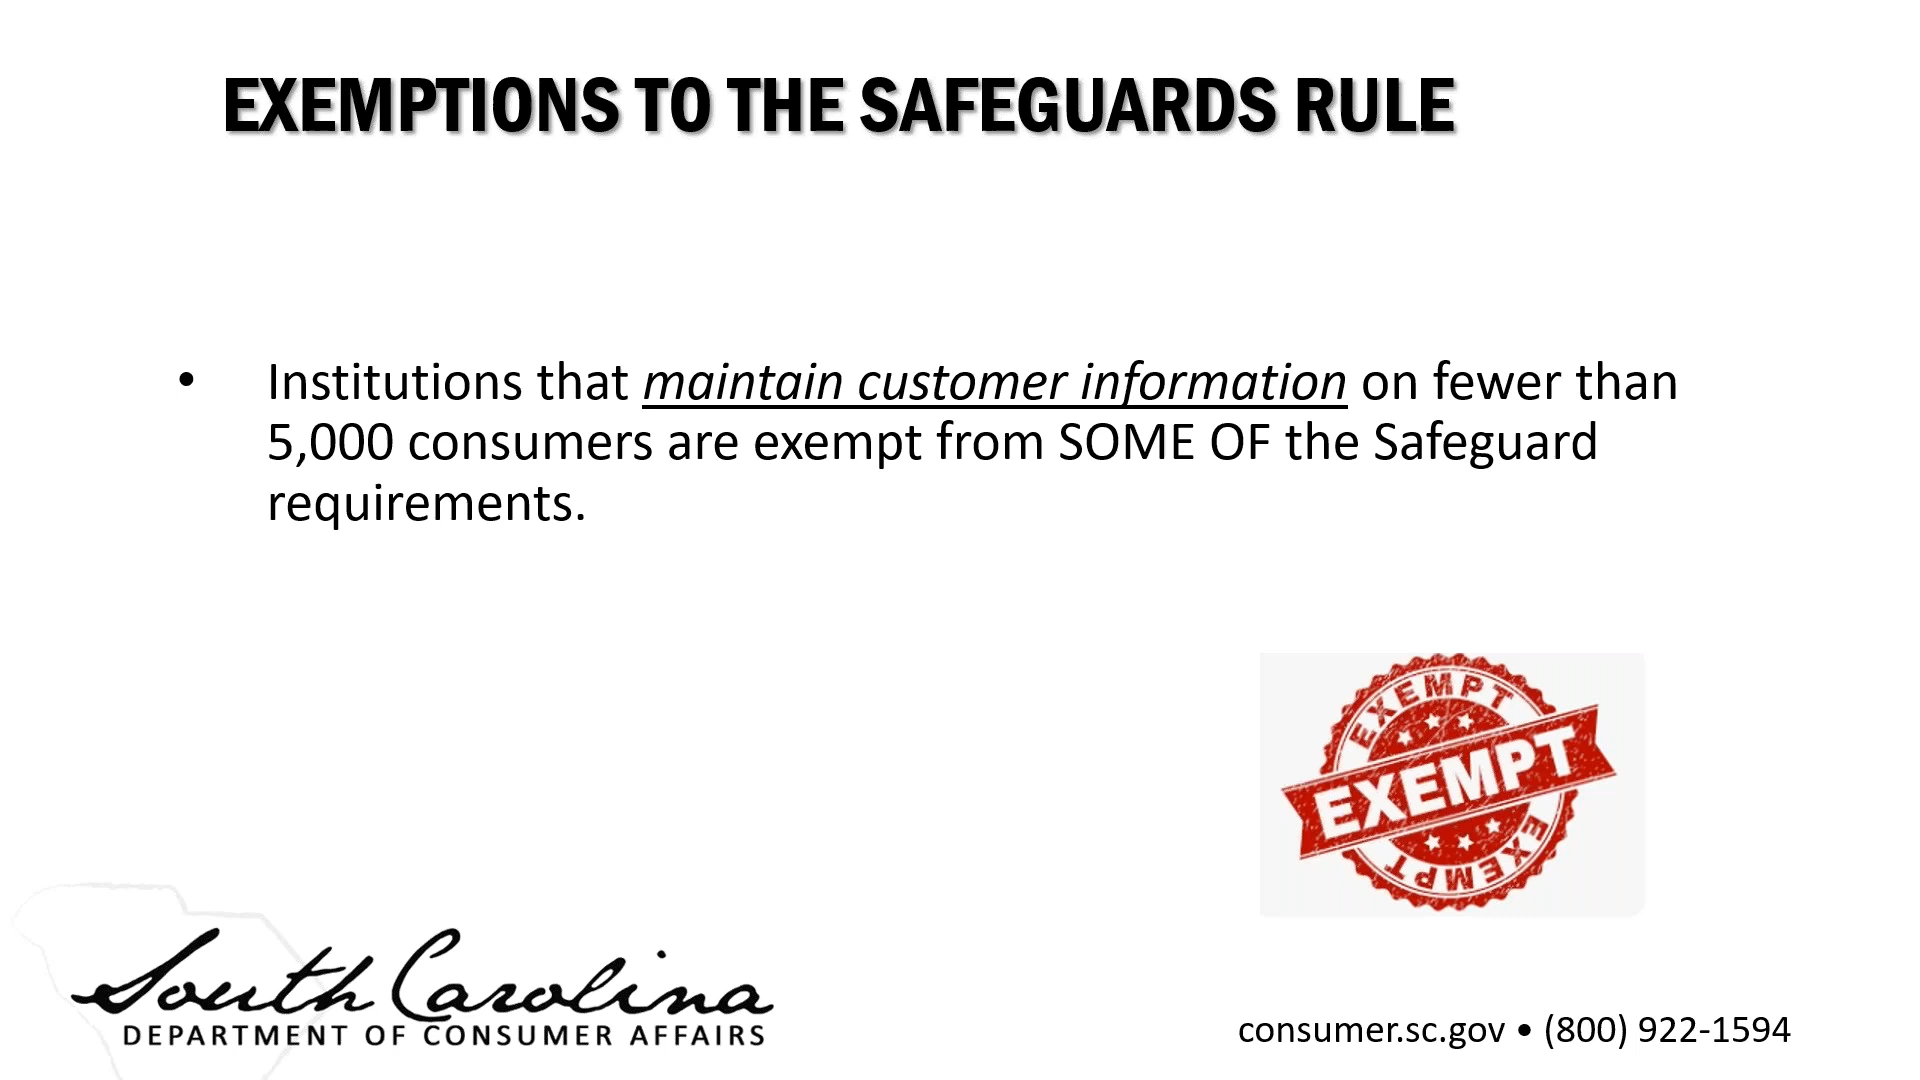 EXEMPTIONS TO THE SAFEGUARDS RULE
• Institutions that maintain customer information on fewer than
5,000 consumers are exempt from SOME OF the Safeguard
requirements.
EXEMPT
EXEMPT
EXEMPT
South Carolina
DEPARTMENT OF CONSUMER AFFAIRS
consumer.sc.gov • (800) 922-1594